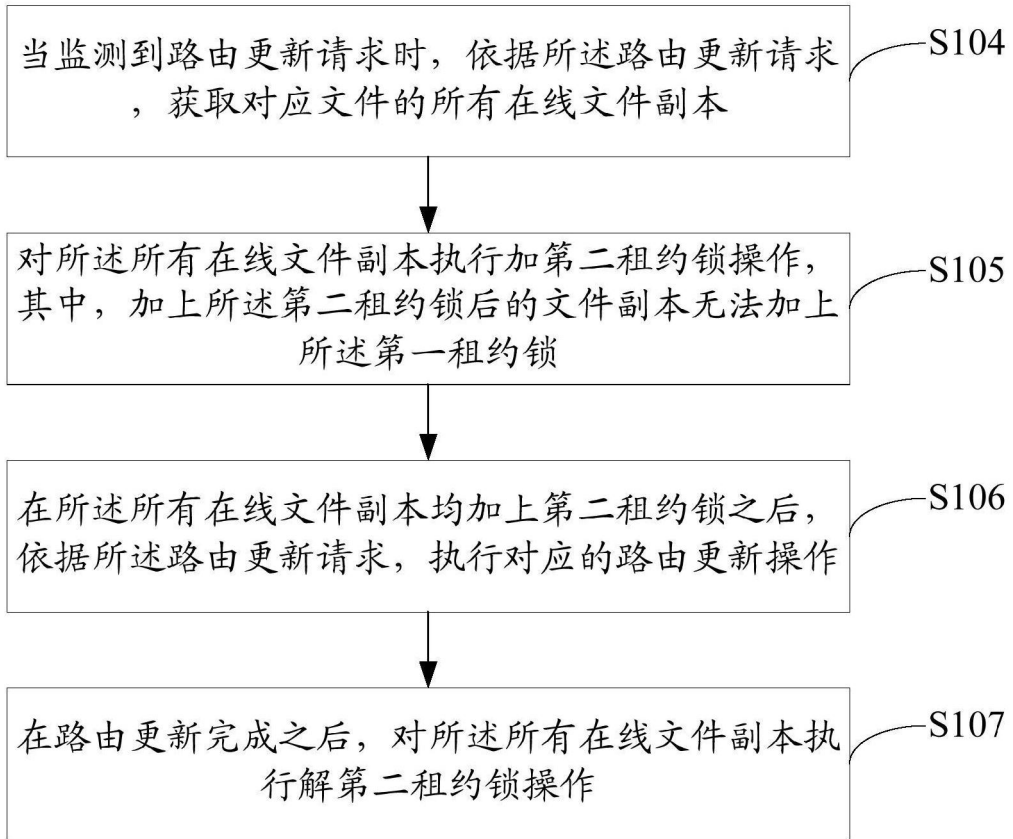 当监测到路由更新请求时，依据所述路由更新请求
，获取对应文件的所有在线文件副本
S104
对所述所有在线文件副本执行加第二租约锁操作，
其中，加上所述第二租约锁后的文件副本无法加上
所述第一租约锁
S105
在所述所有在线文件副本均加上第二租约锁之后，
依据所述路由更新请求，执行对应的路由更新操作
S106
在路由更新完成之后，对所述所有在线文件副本执
行解第二租约锁操作
S107